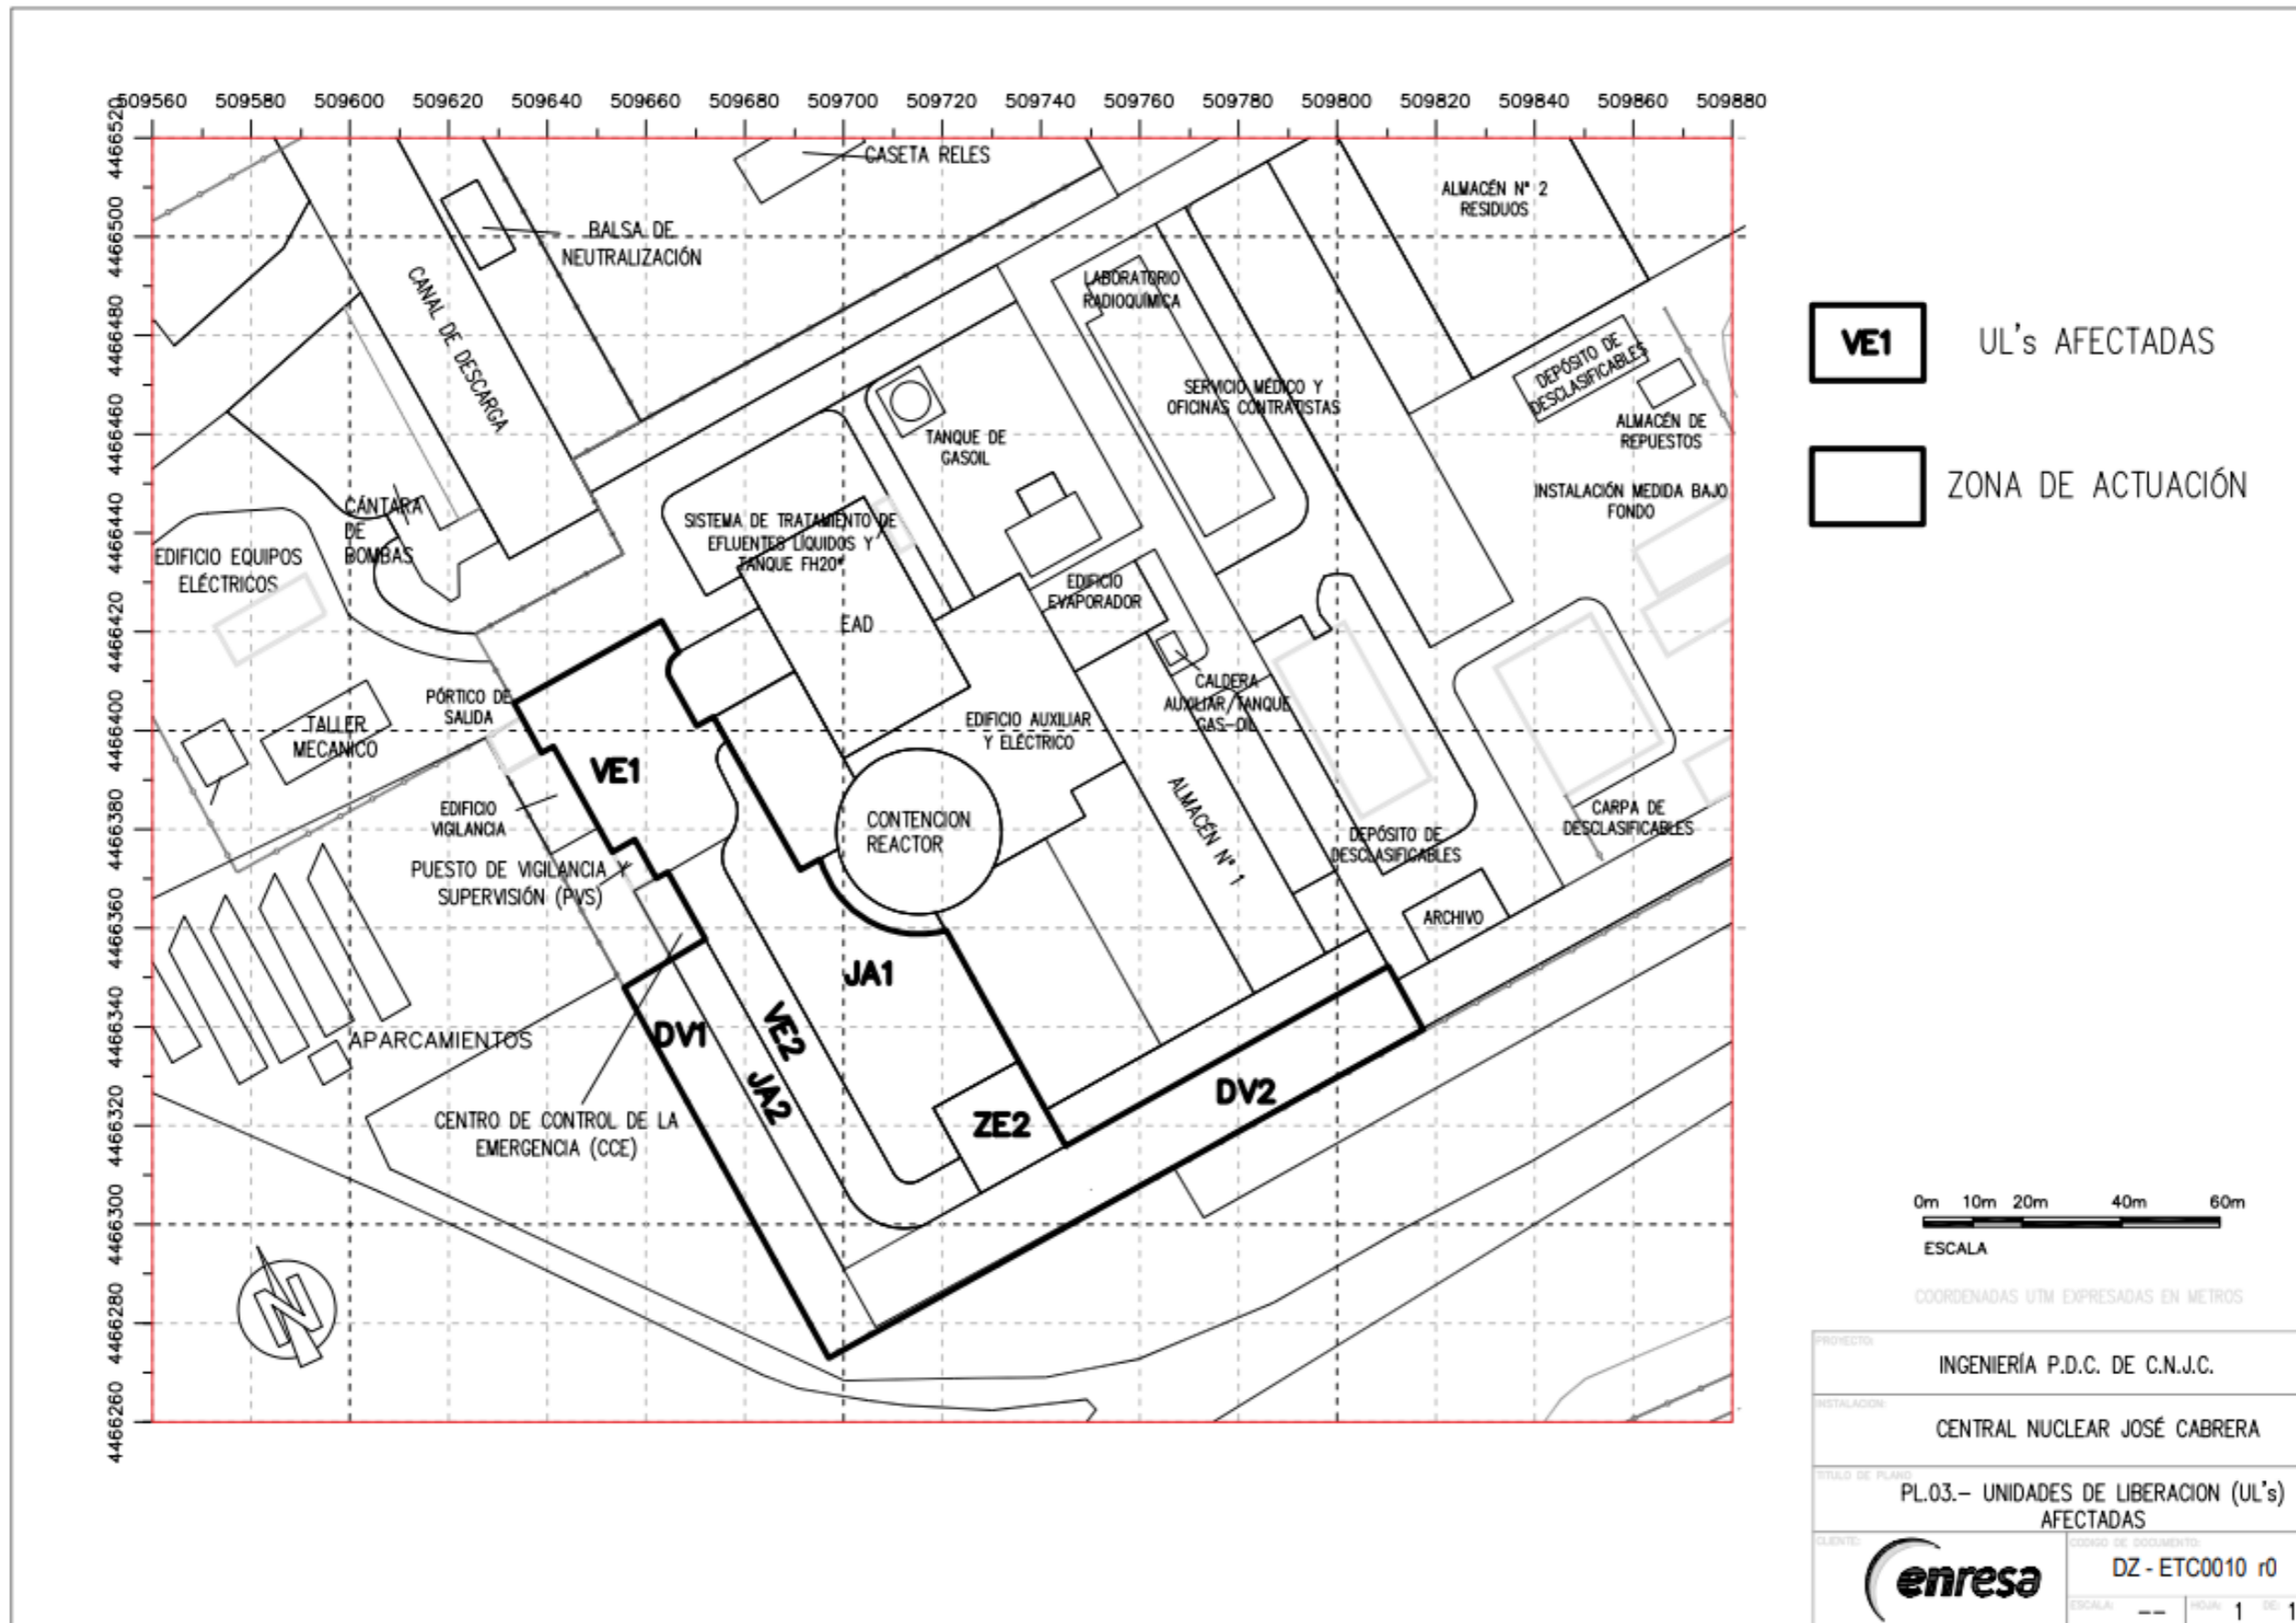 509560 509580 509600 509620 509640 509660 509680 509700 509720 509740 509760 509780 509800 509820 509840 509860 509880
4466520
4466500
4466480
4466460
4466440
4466420
4466400
4466380
4466360
4466340
4466320
4466300
4466280
4466260
CASETA RELES
ALMACÉN Nº 2
RESIDUOS
BALSA DE
NEUTRALIZACIÓN
CANAL DE DESCARGA
LABORATORIO
RADIOQUÍMICA
DEPÓSITO DE
DESCLASIFICABLES
SERVICIO MÉDICO Y
OFICINAS CONTRATISTAS
ALMACÉN DE
REPUESTOS
TANQUE DE
GASOIL
INSTALACIÓN MEDIDA BAJO
FONDO
CÁNTARA
DE
BOMBAS
SISTEMA DE TRATAMIENTO DE
EFLUENTES LÍQUIDOS Y
TANQUE FH20"
EDIFICIO EQUIPOS
ELÉCTRICOS
EDIFICIO
EVAPORADOR
EAD
PÓRTICO DE
SALIDA
CALDERA
AUXILIAR/TANQUE
GAS-OIL
TALLER
MECANICO
EDIFICIO AUXILIAR
Y ELÉCTRICO
VE1
EDIFICIO
VIGILANCIA
CONTENCION
REACTOR
ALMACÉN Nº 1
CARPA DE
DESCLASIFICABLES
DEPÓSITO DE
DESCLASIFICABLES
PUESTO DE VIGILANCIA Y
SUPERVISIÓN (PVS)
ARCHIVO
JA1
VE2
DV1
APARCAMIENTOS
JA2
DV2
ZE2
CENTRO DE CONTROL DE LA
EMERGENCIA (CCE)
N
VE1 UL's AFECTADAS
ZONA DE ACTUACIÓN
0m 10m 20m 40m 60m
ESCALA
COORDENADAS UTM EXPRESADAS EN METROS
PROYECTO:
INGENIERÍA P.D.C. DE C.N.J.C.
INSTALACION:
CENTRAL NUCLEAR JOSÉ CABRERA
TITULO DE PLANO
PL.03.- UNIDADES DE LIBERACION (UL's)
AFECTADAS
CLIENTE:
enresa
CODIGO DE DOCUMENTO:
DZ - ETC0010 r0
ESCALA: -- HOJA: 1 DE: 1